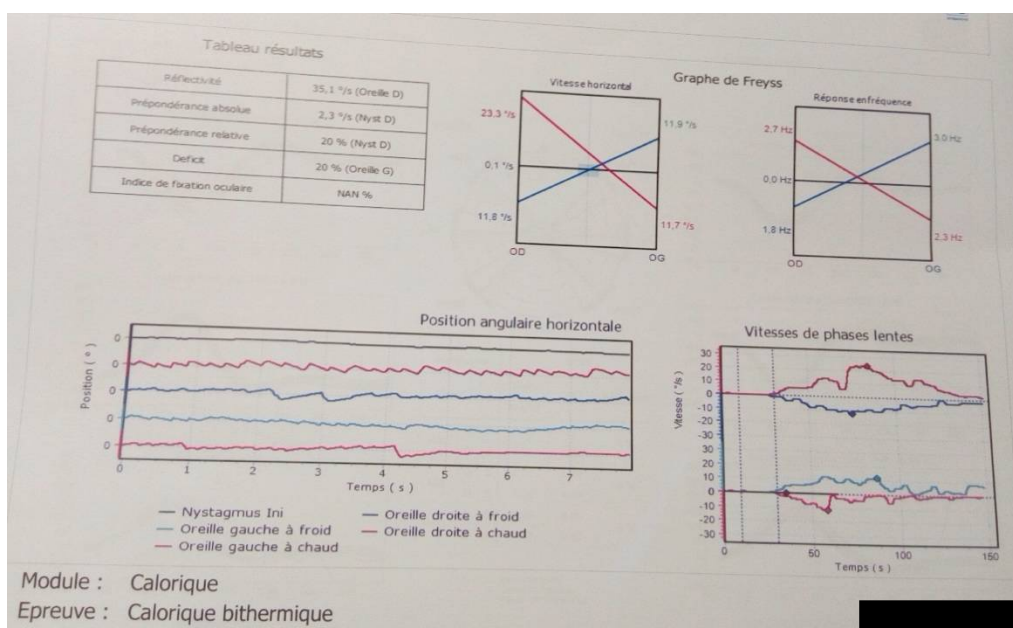 Tableau résultats
Réflectivité 35,1 °/s (Oreille D)
Prépondérance absolue 2,3 °/s (Nyst D)
Prépondérance relative 20 % (Nyst D)
Deficit 20 % (Oreille G)
Indice de fixation oculaire NAN %
Graphe de Freyss
Vitesse horizontal
23.3 °/s
11.9 °/s
0.1 °/s
11.8 °/s
11,7 °/s
OD
OG
Réponse en fréquence
2,7 Hz
3,0 Hz
0,0 Hz
1,8 Hz
2,3 Hz
OD
OG
Position angulaire horizontale
Position ( ° )
0
0
0
0
0
0 1 2 3 4 5 6 7
Temps ( s )
Nystagmus Ini
Oreille droite à froid
Oreille gauche à froid
Oreille droite à chaud
Oreille gauche à chaud
Vitesses de phases lentes
Vitesse ( °/s )
30
20
10
0
-10
-20
-30
30
20
10
0
-10
-20
-30
0 50 100 150
Temps ( s )
Module : Calorique
Epreuve : Calorique bithermique